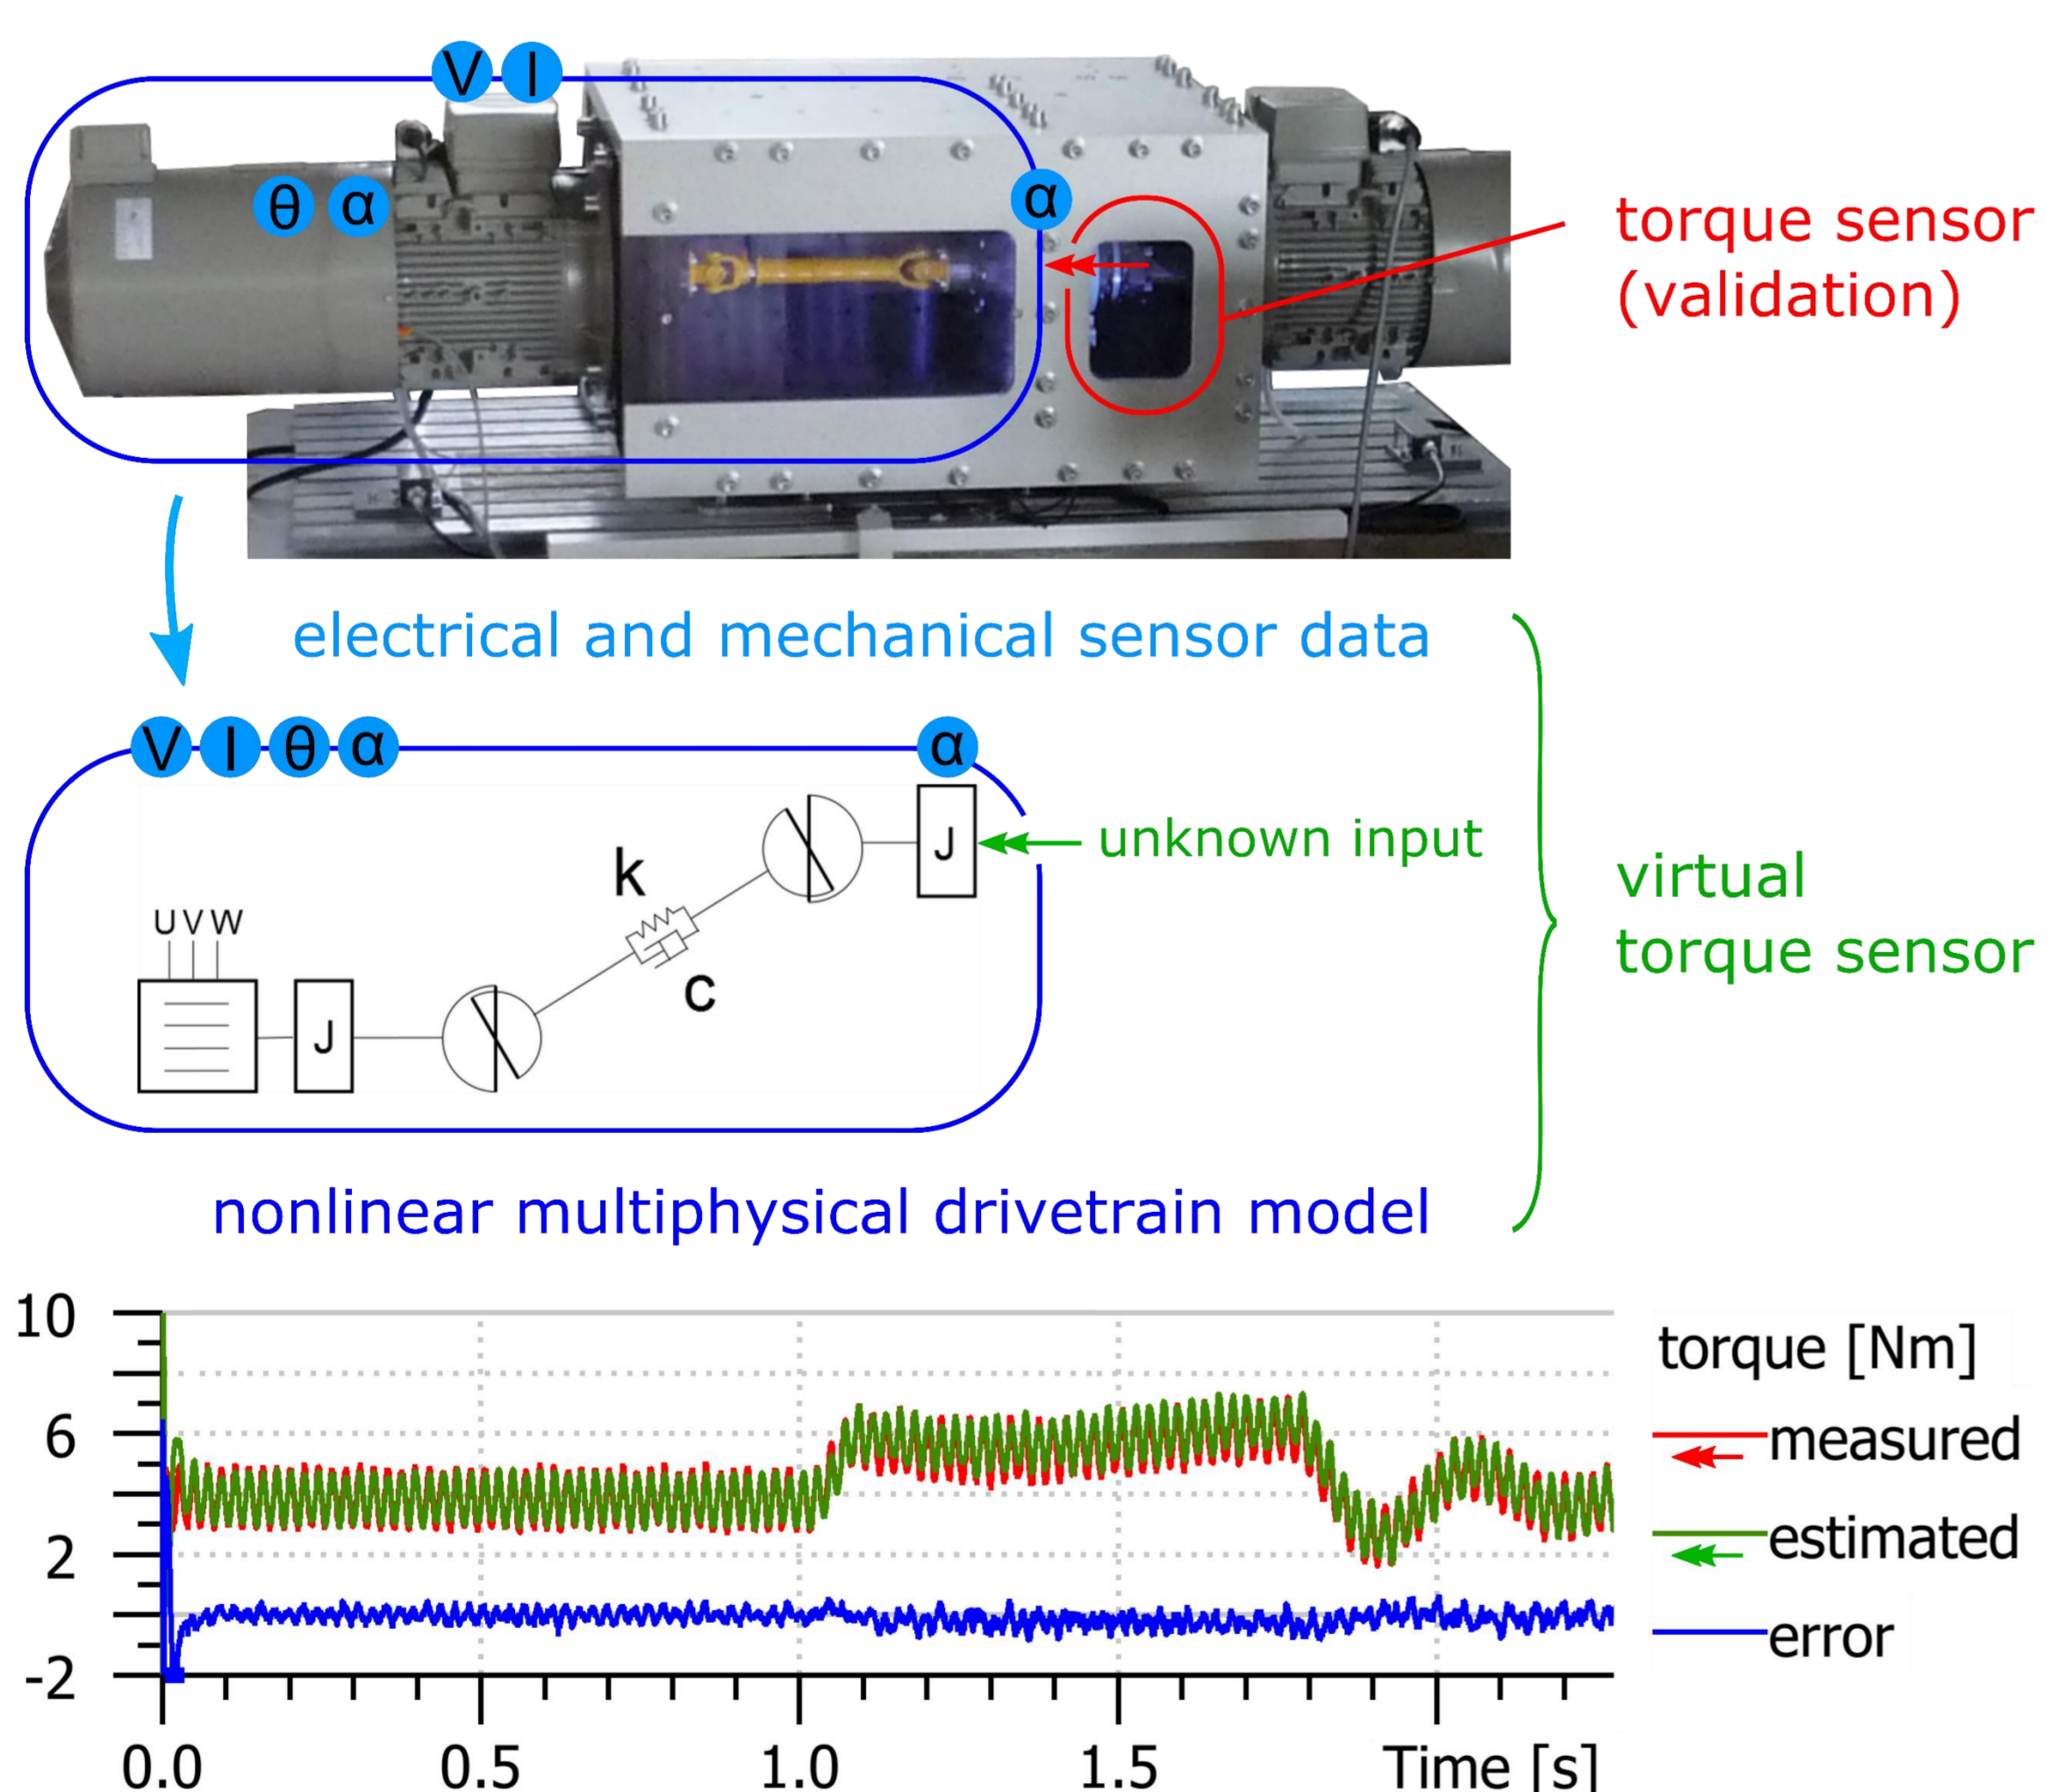 V I
θ α
α
torque sensor
(validation)
electrical and mechanical sensor data
V I θ α
α
J
unknown input
k
c
U V W
J
virtual
torque sensor
nonlinear multiphysical drivetrain model
10
6
2
-2
0.0 0.5 1.0 1.5 Time [s]
torque [Nm]
measured
estimated
error